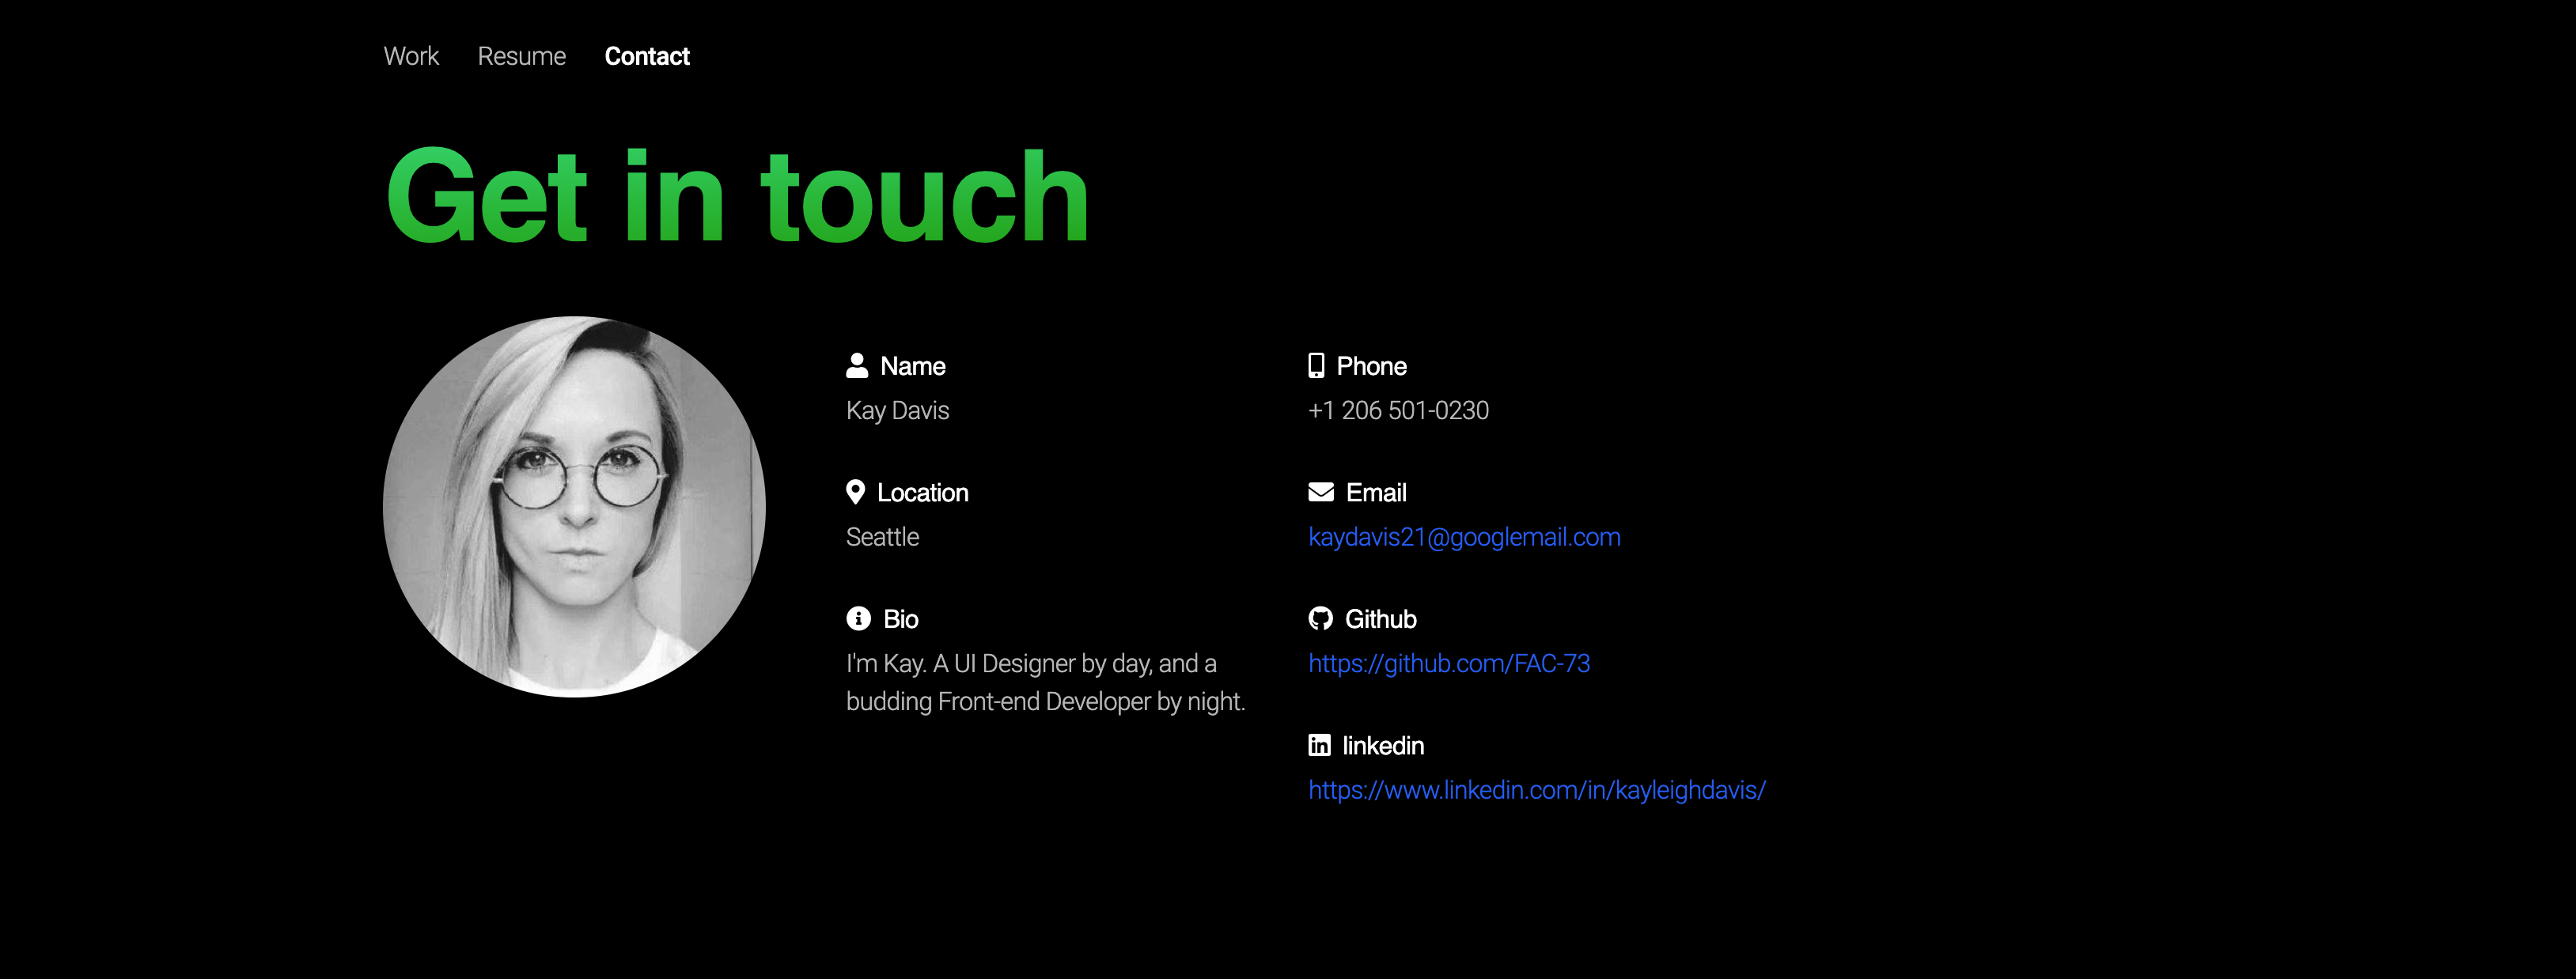 Work Resume Contact
Get in touch
Name
Kay Davis
Location
Seattle
Bio
I'm Kay. A UI Designer by day, and a
budding Front-end Developer by night.
Phone
+1 206 501-0230
Email
kaydavis21@googlemail.com
Github
https://github.com/FAC-73
linkedin
https://www.linkedin.com/in/kayleighdavis/